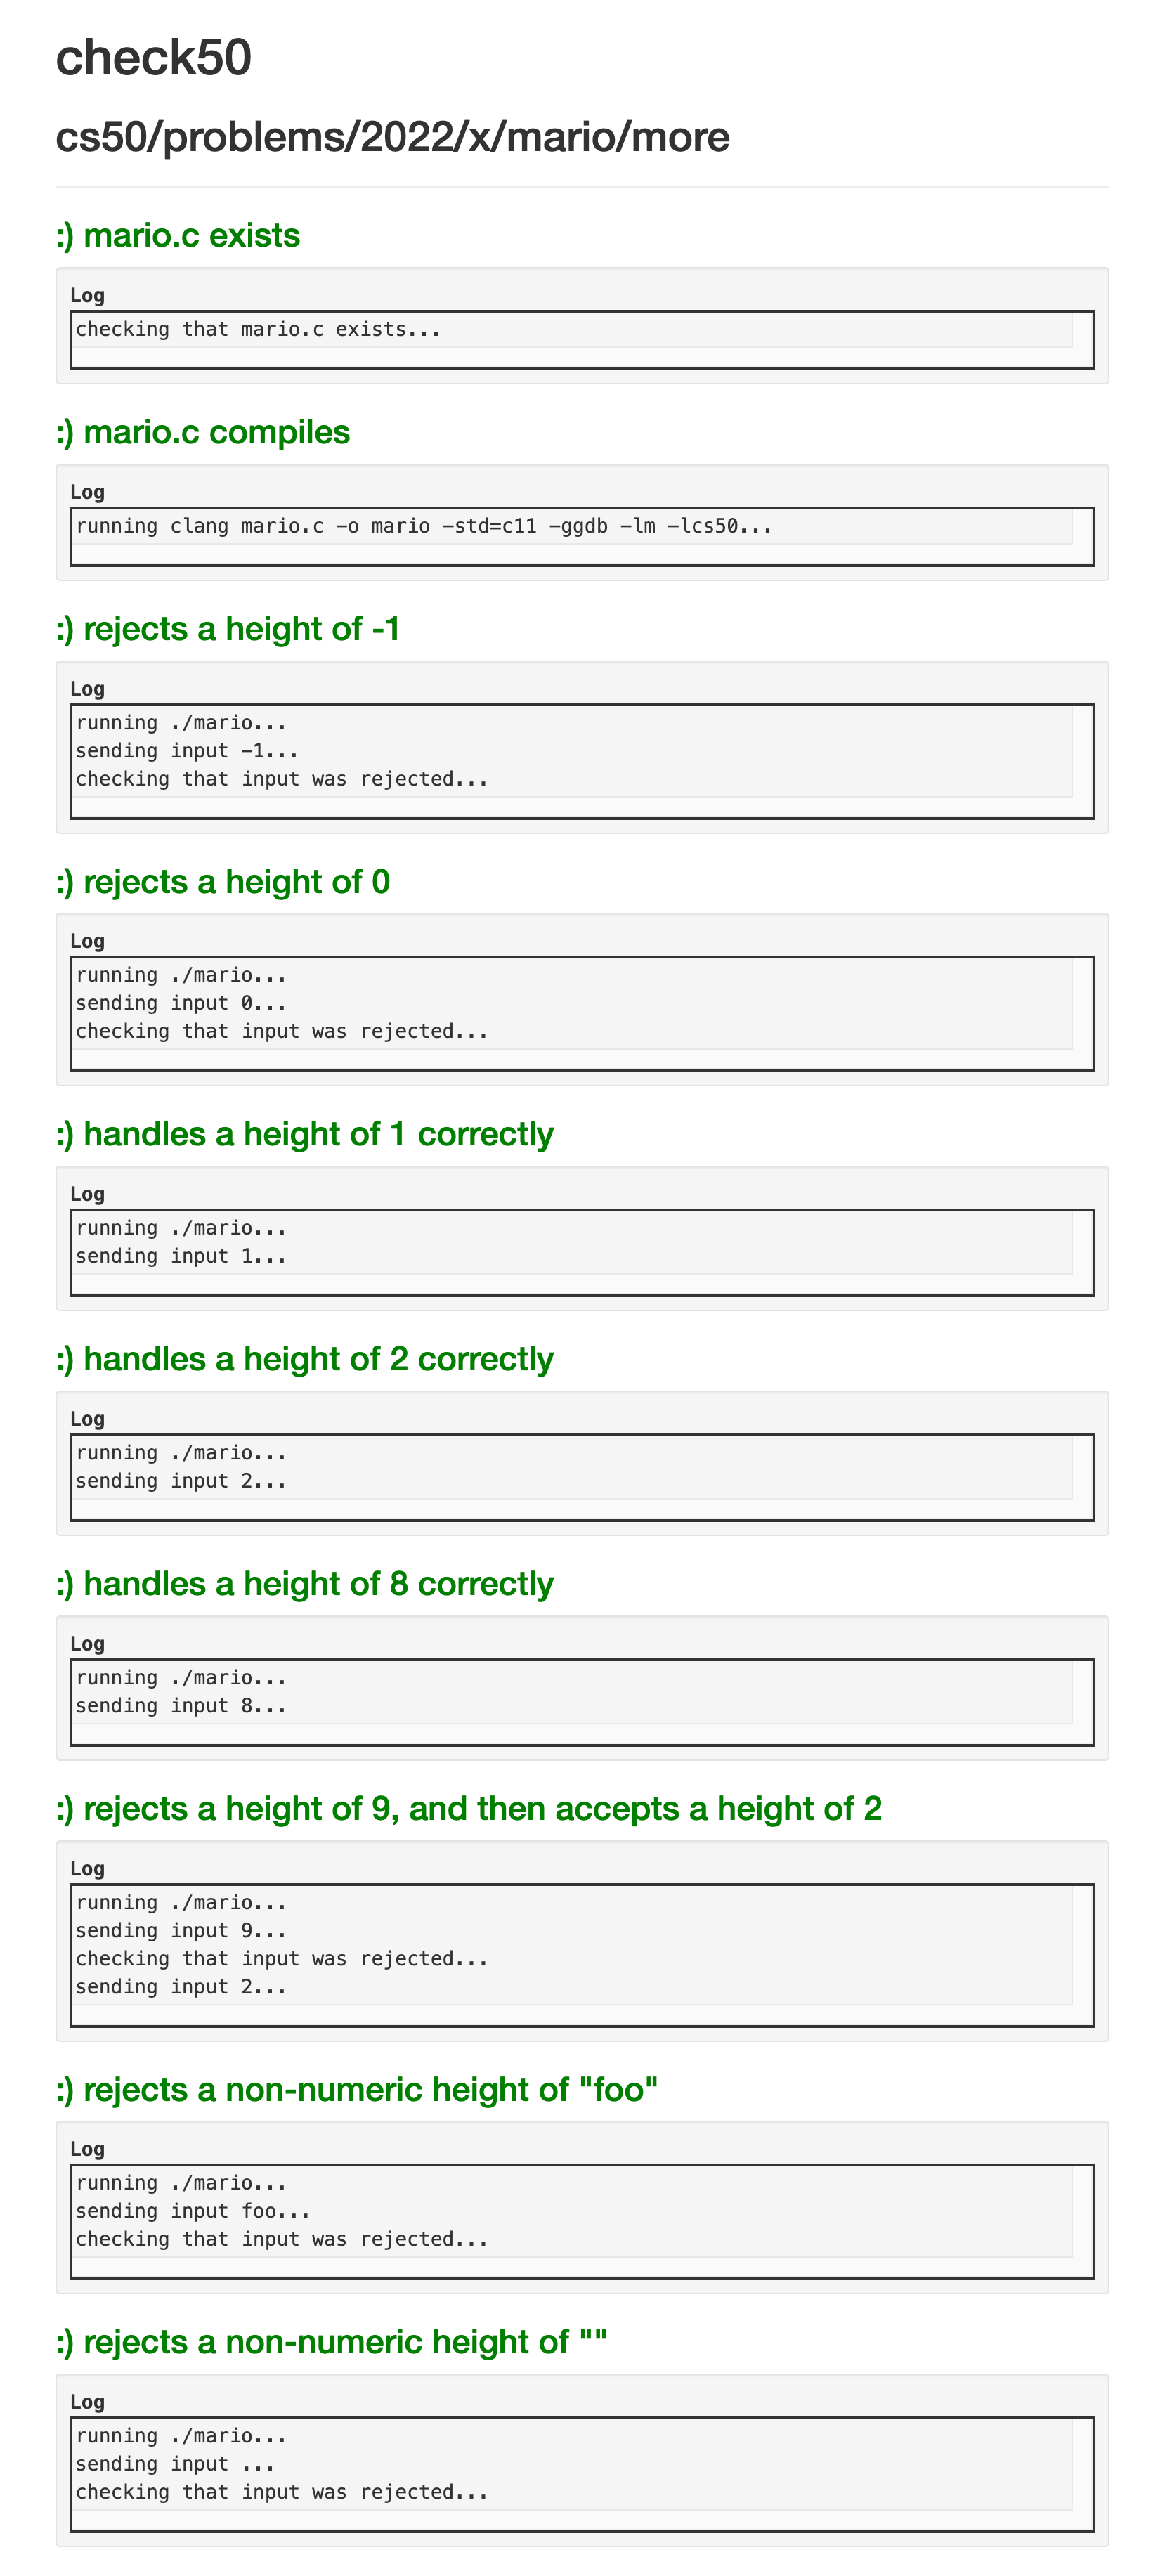 check50
cs50/problems/2022/x/mario/more
:) mario.c exists
Log
checking that mario.c exists...
:) mario.c compiles
Log
running clang mario.c -o mario -std=c11 -ggdb -lm -lcs50...
:) rejects a height of -1
Log
running ./mario...
sending input -1...
checking that input was rejected...
:) rejects a height of 0
Log
running ./mario...
sending input 0...
checking that input was rejected...
:) handles a height of 1 correctly
Log
running ./mario...
sending input 1...
:) handles a height of 2 correctly
Log
running ./mario...
sending input 2...
:) handles a height of 8 correctly
Log
running ./mario...
sending input 8...
:) rejects a height of 9, and then accepts a height of 2
Log
running ./mario...
sending input 9...
checking that input was rejected...
sending input 2...
:) rejects a non-numeric height of "foo"
Log
running ./mario...
sending input foo...
checking that input was rejected...
:) rejects a non-numeric height of ""
Log
running ./mario...
sending input ...
checking that input was rejected...